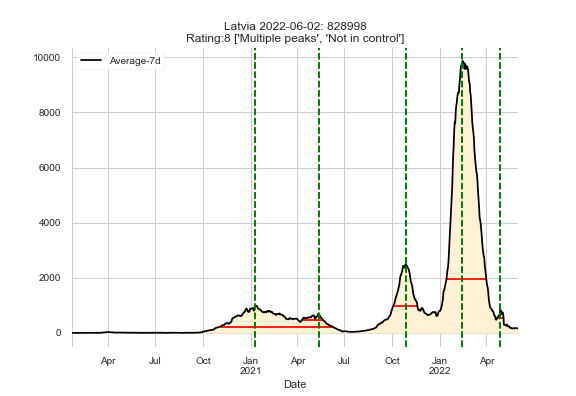 Latvia 2022-06-02: 828998
Rating:8 ['Multiple peaks', 'Not in control']
Average-7d
10000
8000
6000
4000
2000
0
Apr Jul Oct Jan Apr Jul Oct Jan Apr
2021 2022
Date